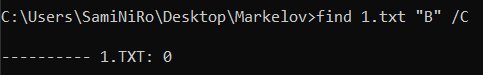 C:\Users\SamiNiRo\Desktop\Markelov>find 1.txt "B" /C
---------- 1.TXT: 0